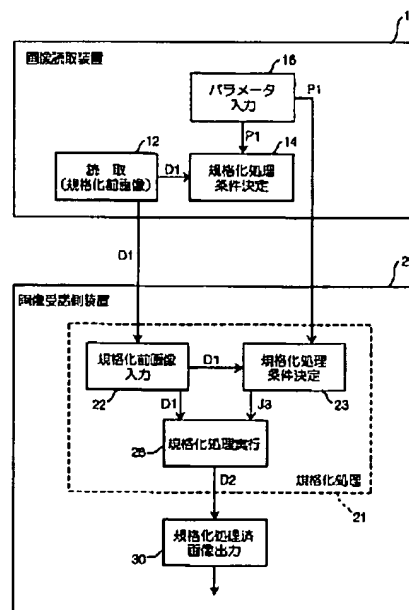 1
画像読取装置
16
パラメータ
入力
P1
P1
12
14
読 取
(規格化前画像)
D1
規格化処理
条件決定
D1
2
画像受諾側装置
規格化前画像
入力
D1
規格化処理
条件決定
22
D1
J3
23
規格化処理実行
26
D2
規格化処理
21
規格化処理済
画像出力
30